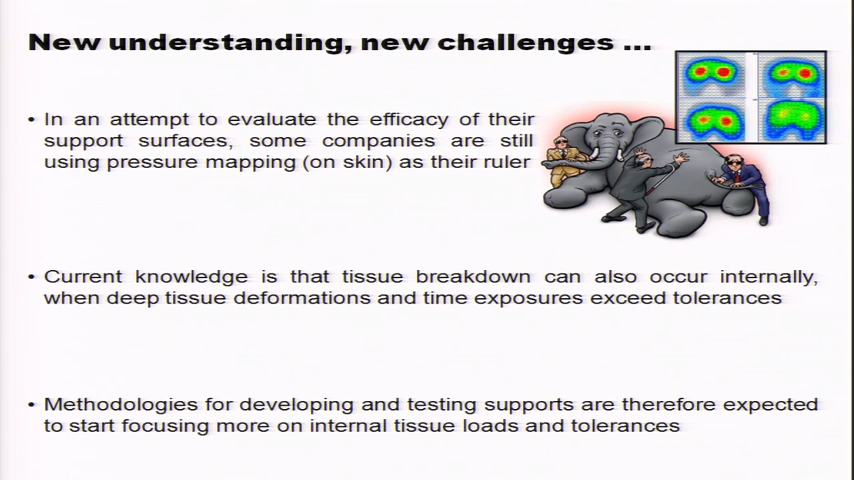 New understanding, new challenges ...
• In an attempt to evaluate the efficacy of their
support surfaces, some companies are still
using pressure mapping (on skin) as their ruler
• Current knowledge is that tissue breakdown can also occur internally,
when deep tissue deformations and time exposures exceed tolerances
• Methodologies for developing and testing supports are therefore expected
to start focusing more on internal tissue loads and tolerances